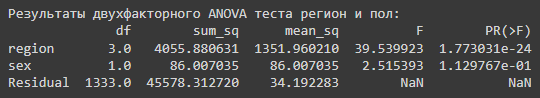 Результаты двухфакторного ANOVA теста регион и пол:
df sum_sq mean_sq F PR(>F)
region 3.0 4055.880631 1351.960210 39.539923 1.773031e-24
sex 1.0 86.007035 86.007035 2.515393 1.129767e-01
Residual 1333.0 45578.312720 34.192283 NaN NaN